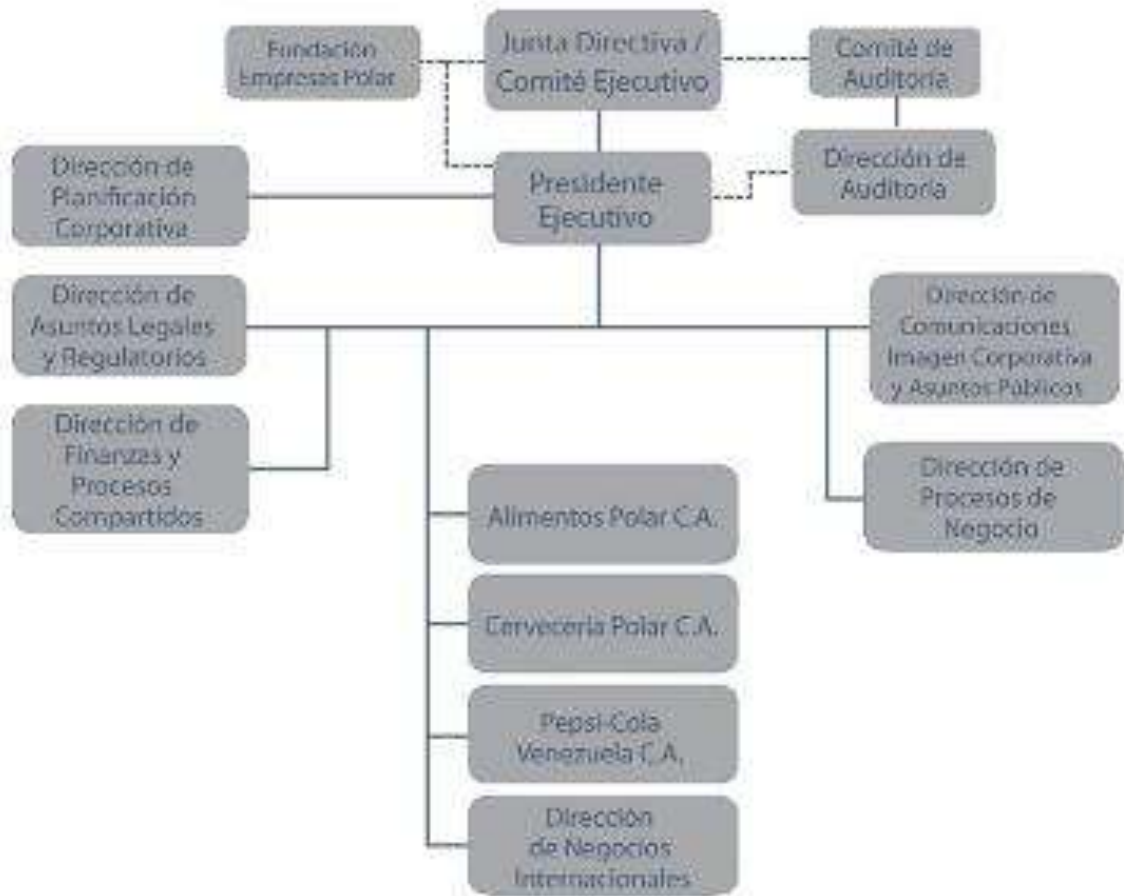 Fundación
Empresas Polar
Junta Directiva /
Comité Ejecutivo
Comité de
Auditoría
Dirección de
Planificación
Corporativa
Presidente
Ejecutivo
Dirección de
Auditoría
Dirección de
Asuntos Legales
y Regulatorios
Dirección de
Comunicaciones
Imagen Corporativa
y Asuntos Públicos
Dirección de
Finanzas y
Procesos
Compartidos
Dirección de
Procesos de
Negocio
Alimentos Polar C.A.
Cervecería Polar C.A.
Pepsi-Cola
Venezuela C.A.
Dirección
de Negocios
Internacionales